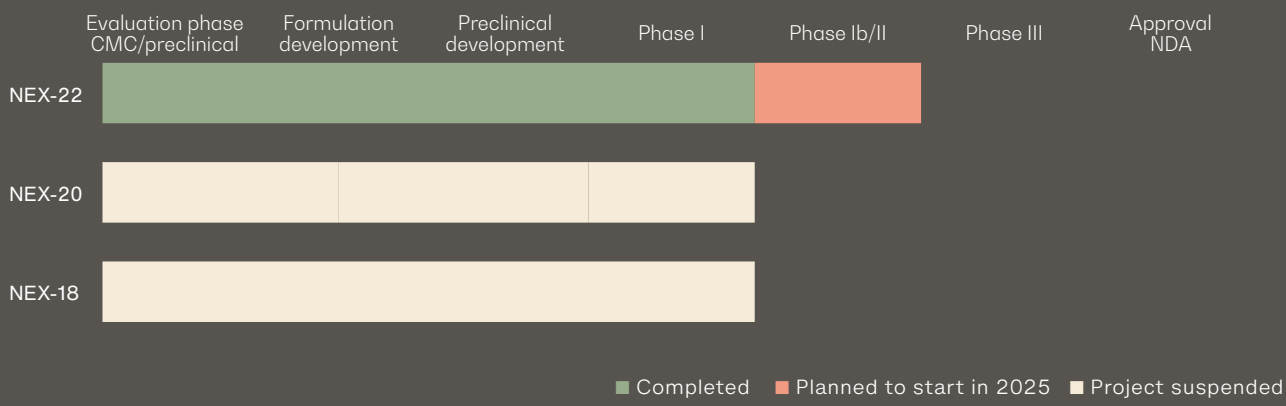 Evaluation phase
CMC/preclinical
Formulation
development
Preclinical
development
Phase I
Phase Ib/II
Phase III
Approval
NDA
NEX-22
NEX-20
NEX-18
Completed
Planned to start in 2025
Project suspended